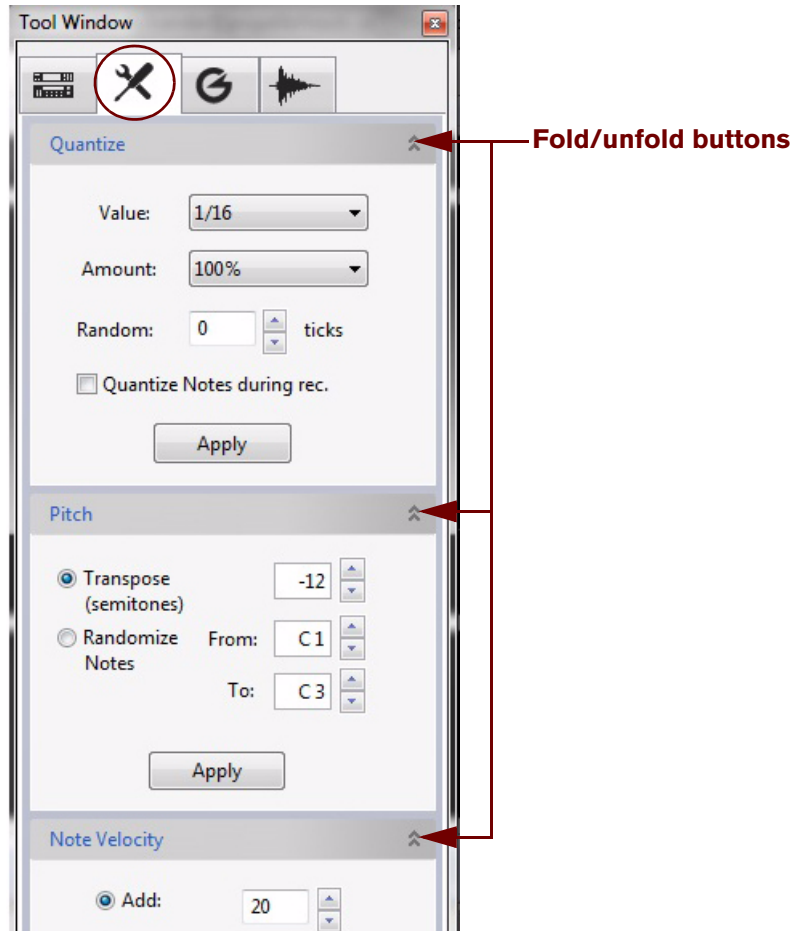 Tool Window
Quantize
Fold/unfold buttons
Value: 1/16
Amount: 100%
Random: 0 ticks
Quantize Notes during rec.
Apply
Pitch
Transpose -12
(semitones)
Randomize From: C 1
Notes
To: C 3
Apply
Note Velocity
Add: 20